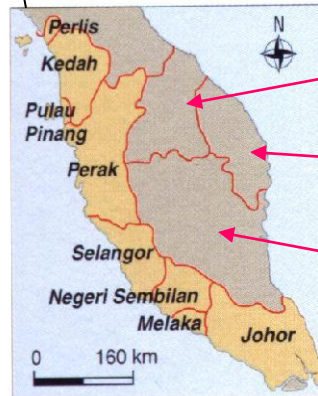 N
Perlis
Kedah
Pulau
Pinang
Perak
Selangor
Negeri Sembilan
Melaka
Johor
0 160 km